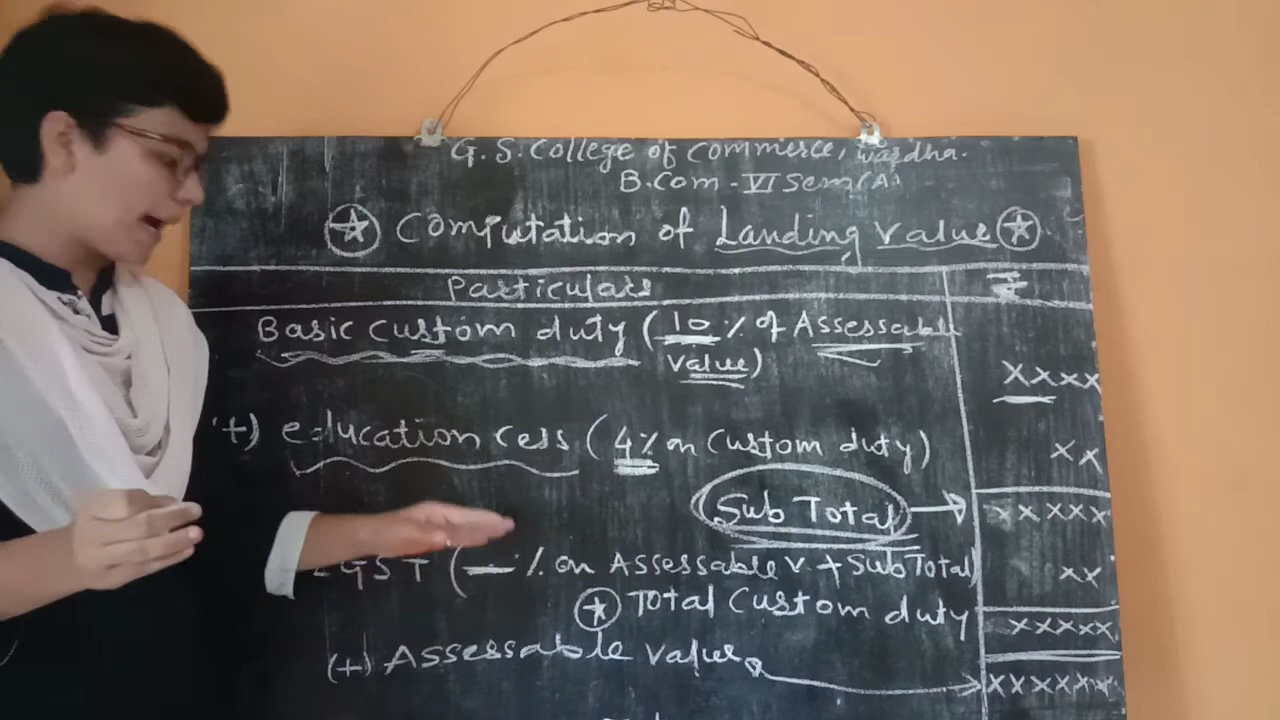 G. S. College of Commerce, Wardha.
B.Com - VI Sem (A)
Computation of Landing Value
Particulars ₹
Basic Custom duty (10 % of Assessable
Value) XXXX
+) education Cess (4% on Custom duty) XX
Sub Total XXXXX
GST (— % on Assessable V. + Sub Total) XX
Total Custom duty XXXXX
(+) Assessable Value XXXXXX